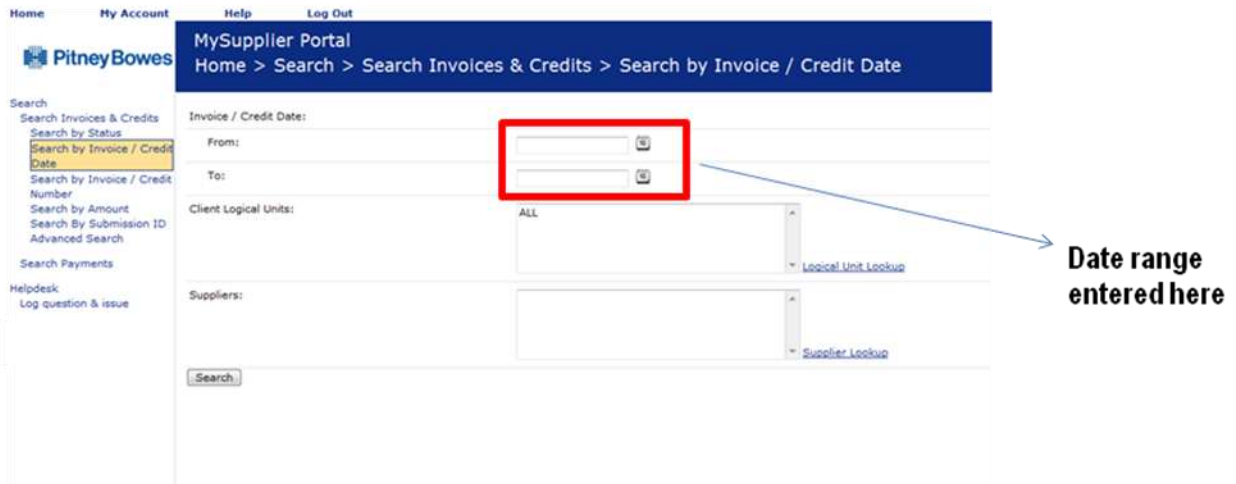 Home My Account Help Log Out
PitneyBowes
MySupplier Portal
Home > Search > Search Invoices & Credits > Search by Invoice / Credit Date
Search
Search Invoices & Credits
Search by Status
Search by Invoice / Credit
Date
Search by Invoice / Credit
Number
Search by Amount
Search By Submission ID
Advanced Search
Search Payments
Helpdesk
Log question & issue
Invoice / Credit Date:
From:
To:
Client Logical Units:
ALL
Logical Unit Lookup
Suppliers:
Supplier Lookup
Search
Date range
entered here